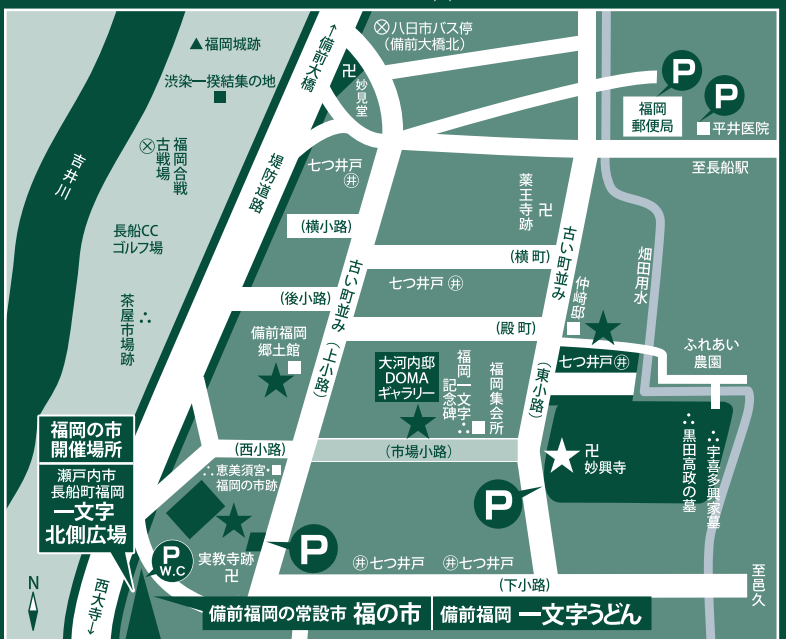 ↑備前大橋
八日市バス停
(備前大橋北)
▲福岡城跡
渋染一揆結集の地
卍妙見堂
P
P
福岡
郵便局
平井医院
至長船駅
福岡合戦
古戦場
吉井川
堤防道路
七つ井戸
井
薬王寺跡
卍
長船CC
ゴルフ場
(横小路)
古い町並み
(横町)
古い町並み
畑田用水
七つ井戸 井
仲﨑邸
茶屋市場跡
(後小路)
(殿町)
備前福岡
郷土館
(上小路)
大河内邸
DOMA
ギャラリー
福岡一文字
記念碑
福岡集会所
(東小路)
七つ井戸 井
ふれあい
農園
福岡の市
開催場所
瀬戸内市
長船町福岡
一文字
北側広場
(西小路)
(市場小路)
恵美須宮・
福岡の市跡
卍
妙興寺
黒田高政の墓
宇喜多興家墓
P
P
W.C
実教寺跡
卍
P
井七つ井戸
井七つ井戸
(下小路)
至邑久
N
西大寺→
備前福岡の常設市 福の市
備前福岡 一文字うどん